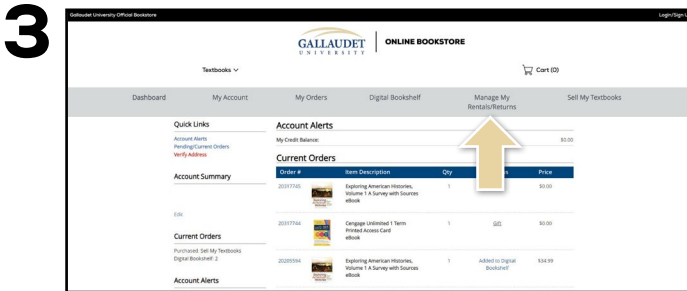 3
Gallaudet University Official Bookstore
Login/Sign U
GALLAUDET
UNIVERSITY
ONLINE BOOKSTORE
Textbooks
Cart (0)
Dashboard
My Account
My Orders
Digital Bookshelf
Manage My
Rentals/Returns
Sell My Textbooks
Quick Links
Account Alerts
Pending/Current Orders
Verify Address
Account Summary
Edit
Current Orders
Purchased: Sell My Textbooks
Digital Bookshelf: 2
Account Alerts
Account Alerts
My Credit Balance:
$0.00
Current Orders
Order #
Item Description
Qty
Price
20317745
Exploring American Histories,
Volume 1 A Survey with Sources
eBook
1
$0.00
20317744
Cengage Unlimited 1 Term
Printed Access Card
eBook
1
Gift
$0.00
20285594
Exploring American Histories,
Volume 1 A Survey with Sources
eBook
1
Added to Digital
Bookshelf
$34.99